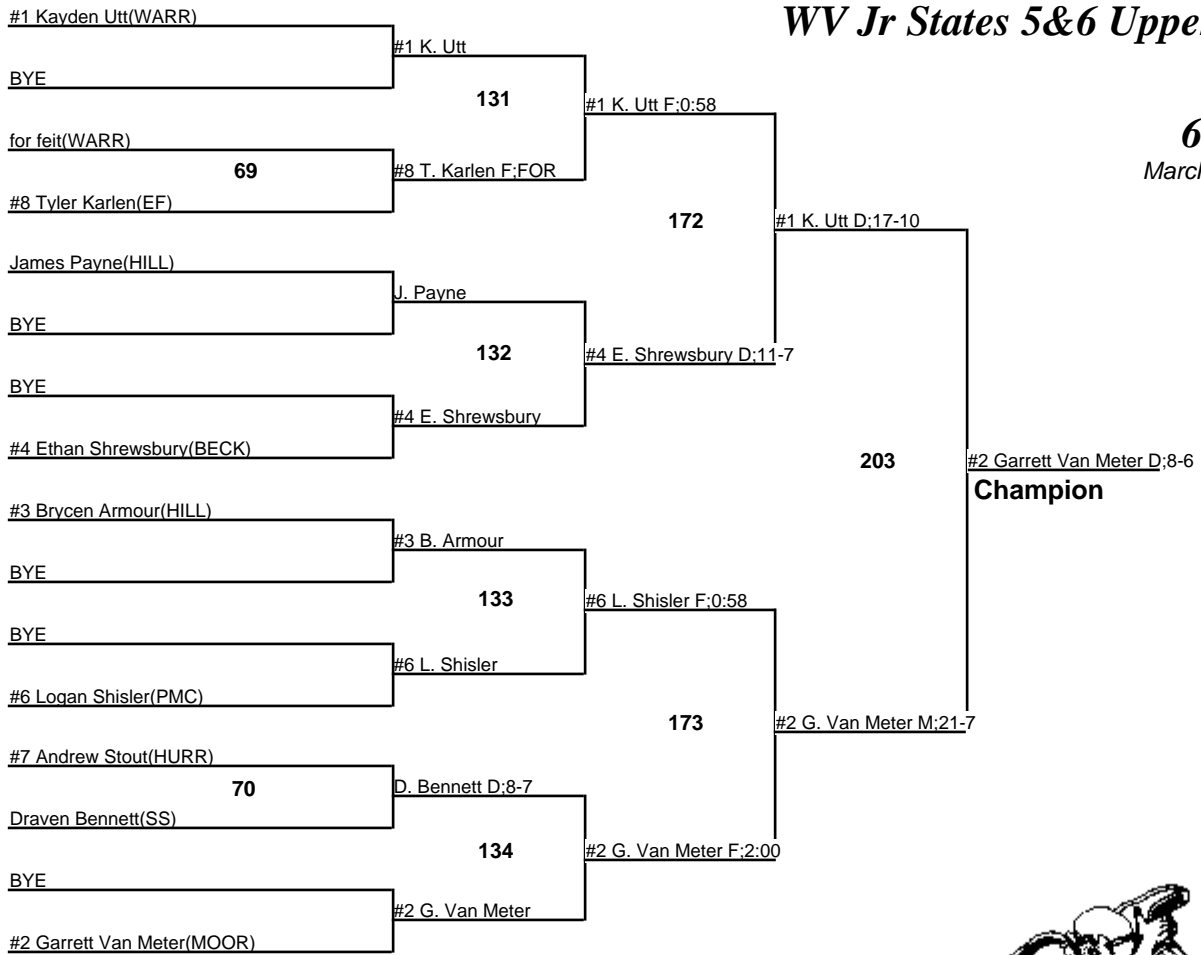 WV Jr States 5&6 Uppe
6
March
#1 Kayden Utt(WARR)
BYE
for feit(WARR)
69
#8 Tyler Karlen(EF)
James Payne(HILL)
BYE
BYE
#4 Ethan Shrewsbury(BECK)
#3 Brycen Armour(HILL)
BYE
BYE
#6 Logan Shisler(PMC)
#7 Andrew Stout(HURR)
70
Draven Bennett(SS)
BYE
#2 Garrett Van Meter(MOOR)
#1 K. Utt
131
#8 T. Karlen F;FOR
J. Payne
132
#4 E. Shrewsbury
#3 B. Armour
133
#6 L. Shisler
D. Bennett D;8-7
134
#2 G. Van Meter
#1 K. Utt F;0:58
172
#4 E. Shrewsbury D;11-7
#6 L. Shisler F;0:58
173
#2 G. Van Meter F;2:00
#1 K. Utt D;17-10
203
#2 G. Van Meter M;21-7
#2 Garrett Van Meter D;8-6
Champion